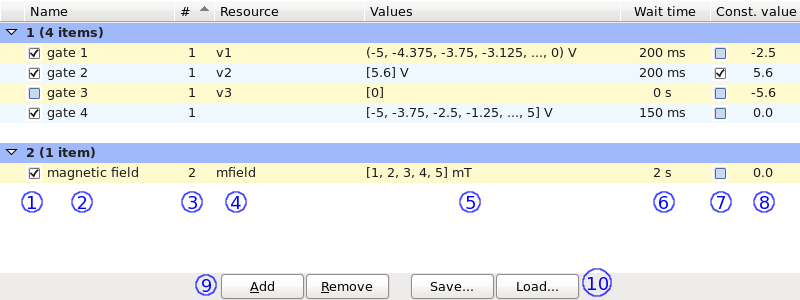 Name # Resource Values Wait time Const. value
1 (4 items)
gate 1 1 v1 (-5, -4.375, -3.75, -3.125, ..., 0) V 200 ms -2.5
gate 2 1 v2 [5.6] V 200 ms 5.6
gate 3 1 v3 [0] 0 s -5.6
gate 4 1 [-5, -3.75, -2.5, -1.25, ..., 5] V 150 ms 0.0
2 (1 item)
magnetic field 2 mfield [1, 2, 3, 4, 5] mT 2 s 0.0
1 2 3 4 5 6 7 8
9 Add Remove Save... Load... 10